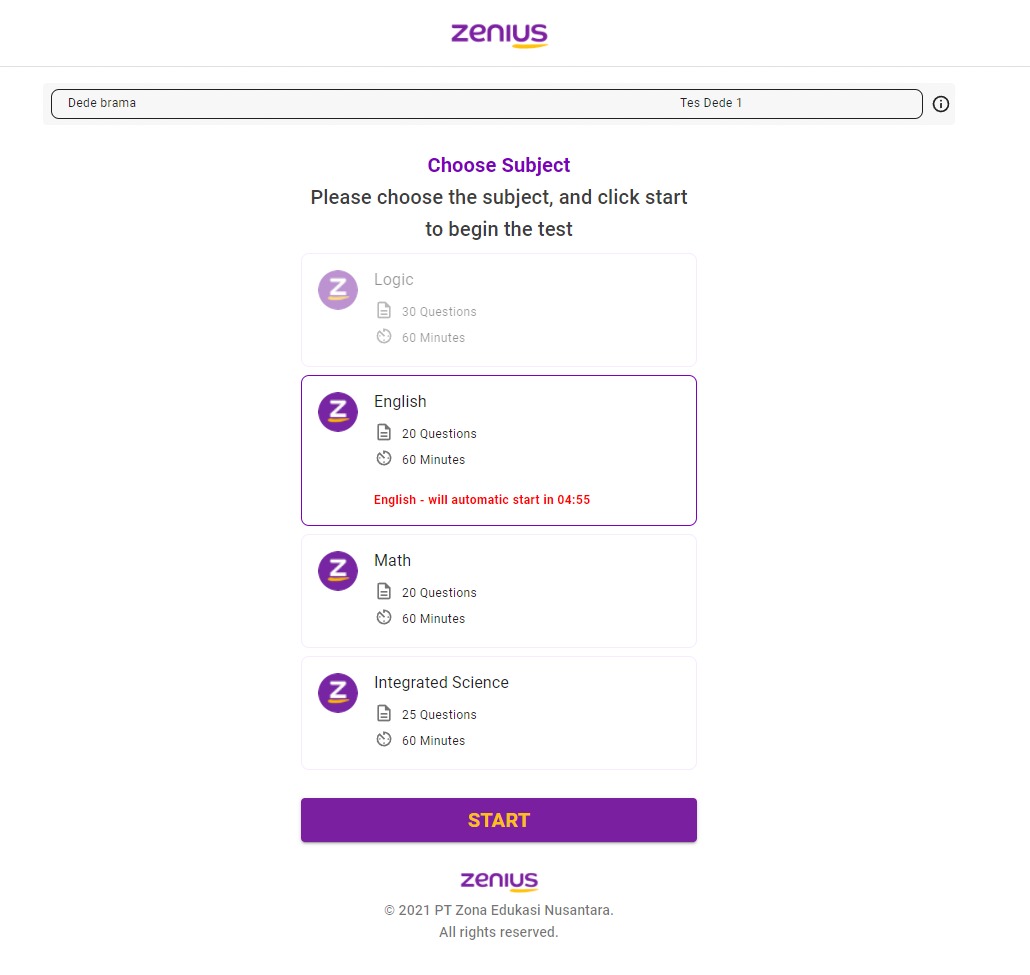 zenius
Dede brama Tes Dede 1
Choose Subject
Please choose the subject, and click start
to begin the test
Z
Logic
30 Questions
60 Minutes
Z
English
20 Questions
60 Minutes
English - will automatic start in 04:55
Z
Math
20 Questions
60 Minutes
Z
Integrated Science
25 Questions
60 Minutes
START
zenius
© 2021 PT Zona Edukasi Nusantara.
All rights reserved.